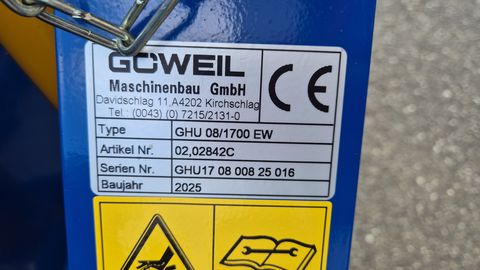 GÖWEIL
Maschinenbau GmbH
Davidschlag 11,A4202 Kirchschlag
Tel.: (0043) (0) 7215/2131-0
CE
Type GHU 08/1700 EW
Artikel Nr. 02,02842C
Serien Nr. GHU17 08 008 25 016
Baujahr 2025